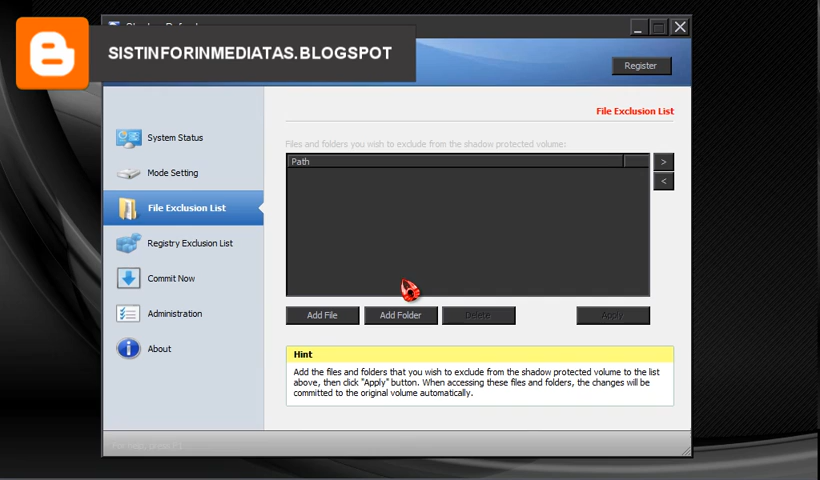 SISTINFORINMEDIATAS.BLOGSPOT
Register
System Status
Mode Setting
File Exclusion List
Registry Exclusion List
Commit Now
Administration
About
File Exclusion List
Files and folders you wish to exclude from the shadow protected volume:
Path
>
<
Add File
Add Folder
Delete
Apply
Hint
Add the files and folders that you wish to exclude from the shadow protected volume to the list
above, then click "Apply" button. When accessing these files and folders, the changes will be
committed to the original volume automatically.
For help, press F1